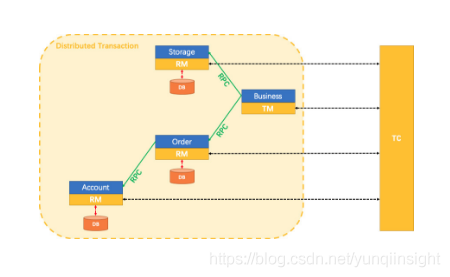 Distributed Transaction
Storage
RM
DB
RPC
Business
TM
RPC
Order
RM
DB
RPC
Account
RM
DB
TC
https://blog.csdn.net/yunqiinsight